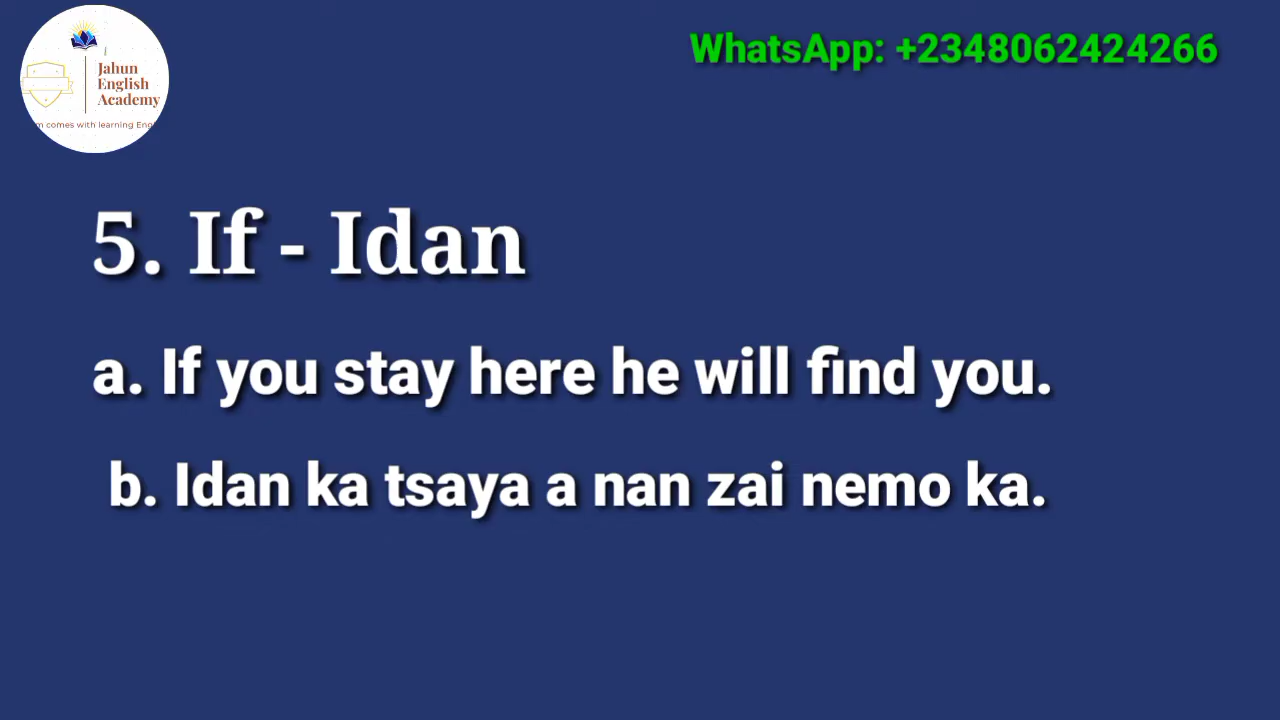 WhatsApp: +2348062424266
Jahun
English
Academy
comes with learning
5. If - Idan
a. If you stay here he will find you.
b. Idan ka tsaya a nan zai nemo ka.